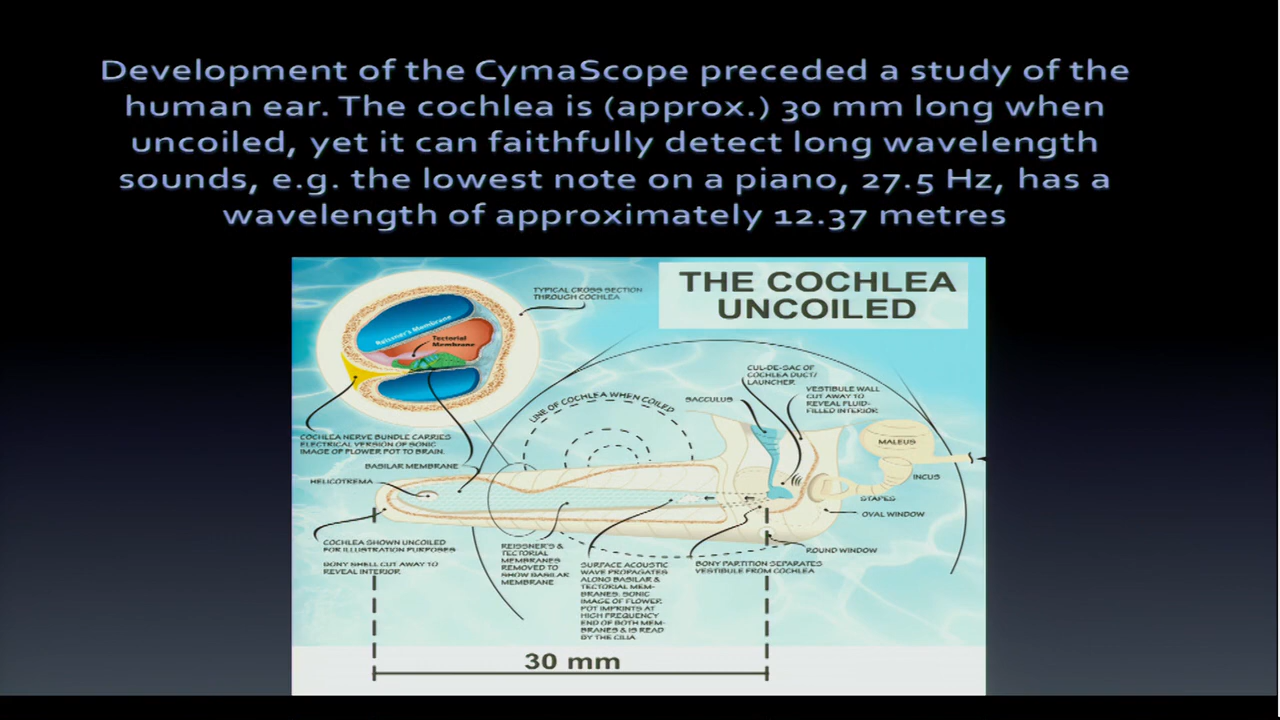 Development of the CymaScope preceded a study of the
human ear. The cochlea is (approx.) 30 mm long when
uncoiled, yet it can faithfully detect long wavelength
sounds, e.g. the lowest note on a piano, 27.5 Hz, has a
wavelength of approximately 12.37 metres
THE COCHLEA
UNCOILED
TYPICAL CROSS SECTION
THROUGH COCHLEA
Reissner's Membrane
Tectorial
Membrane
COCHLEA NERVE BUNDLE CARRIES
ELECTRICAL VERSION OF SONIC
IMAGE OF FLOWER POT TO BRAIN.
BASILAR MEMBRANE
HELICOTREMA
LINE OF COCHLEA WHEN COILED
SACCULUS
CUL-DE-SAC OF
COCHLEA DUCT/
LAUNCHER
VESTIBULE WALL
CUT AWAY TO
REVEAL FLUID-
FILLED INTERIOR
MALEUS
INCUS
STAPES
OVAL WINDOW
ROUND WINDOW
COCHLEA SHOWN UNCOILED
FOR ILLUSTRATION PURPOSES
BONY SHELL CUT AWAY TO
REVEAL INTERIOR
REISSNER'S &
TECTORIAL
MEMBRANES
REMOVED TO
SHOW BASILAR
MEMBRANE
SURFACE ACOUSTIC
WAVE PROPAGATES
ALONG BASILAR &
TECTORIAL MEM-
BRANES. SONIC
IMAGE OF FLOWER
POT IMPRINTS AT
HIGH FREQUENCY
END OF BOTH MEM-
BRANES & IS READ
BY THE CILIA
BONY PARTITION SEPARATES
VESTIBULE FROM COCHLEA
30 mm